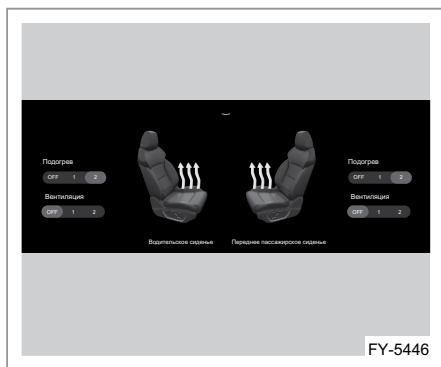 Подогрев
OFF 1 2
Вентиляция
OFF 1 2
Водительское сиденье
Подогрев
OFF 1 2
Вентиляция
OFF 1 2
Переднее пассажирское сиденье
FY-5446